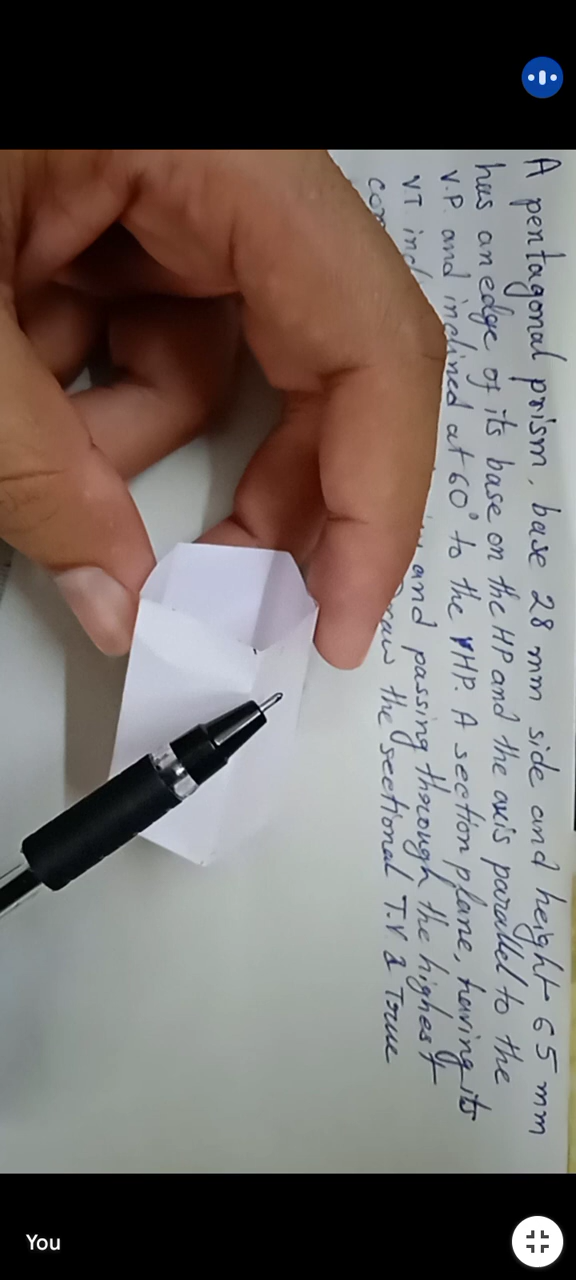 A pentagonal prism, base 28 mm side and height 65 mm
has an edge of its base on the HP and the axis parallel to the
V.P. and inclined at 60° to the HP. A section plane, having its
VT and passing through the highest
the sectional T.V &
You